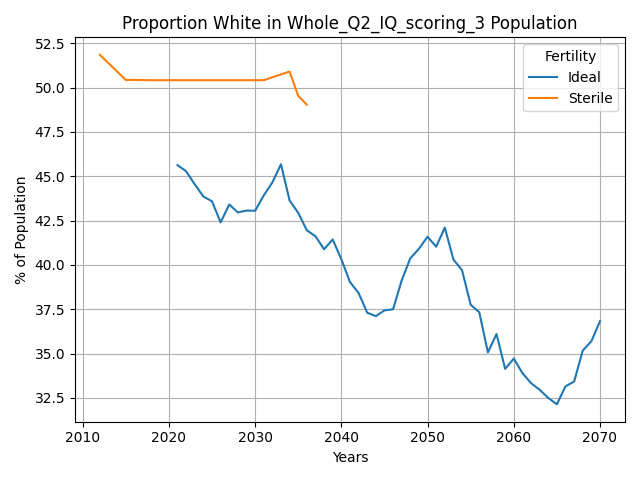 Proportion White in Whole_Q2_IQ_scoring_3 Population
52.5
50.0
47.5
45.0
42.5
40.0
37.5
35.0
32.5
% of Population
Fertility
Ideal
Sterile
2010 2020 2030 2040 2050 2060 2070
Years